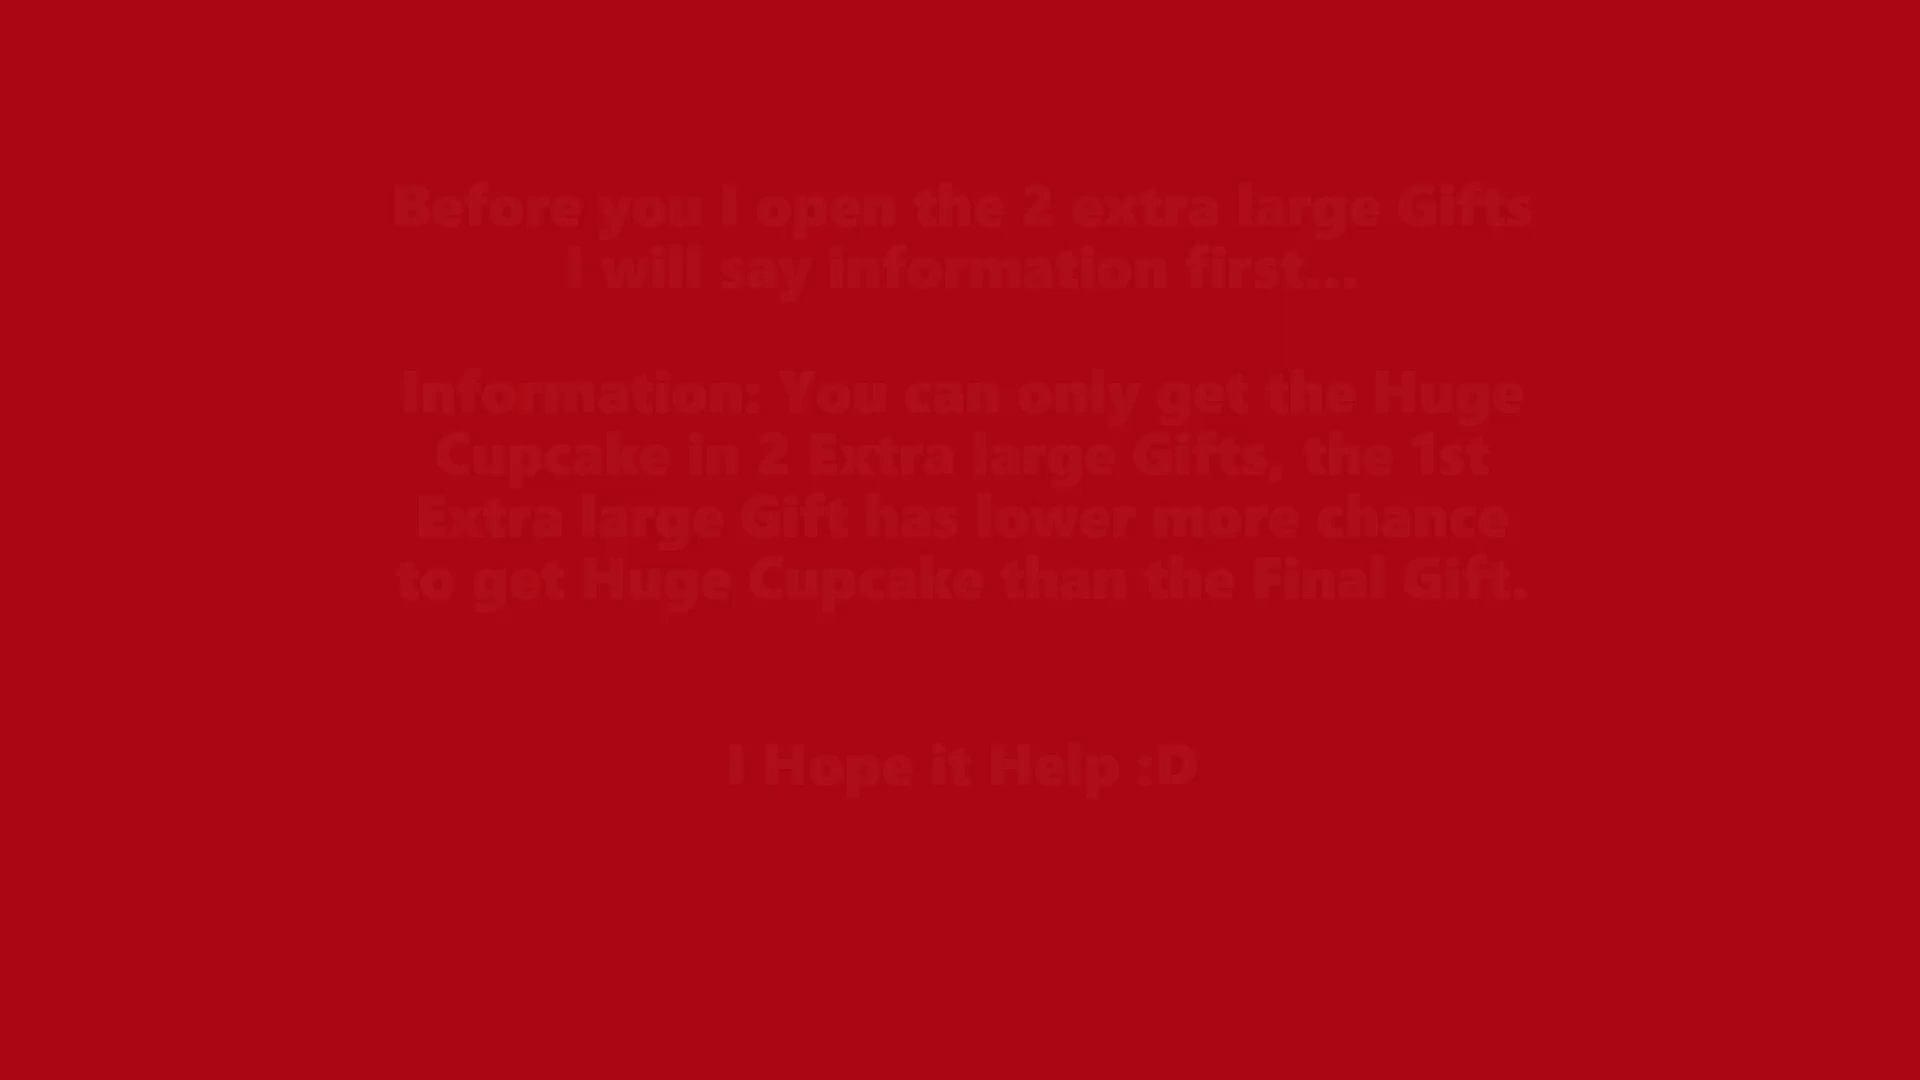 Before you I open the 2 extra large Gifts
I will say information first...
Information: You can only get the Huge
Cupcake in 2 Extra large Gifts, the 1st
Extra large Gift has lower more chance
to get Huge Cupcake than the Final Gift.
I Hope it Help :D